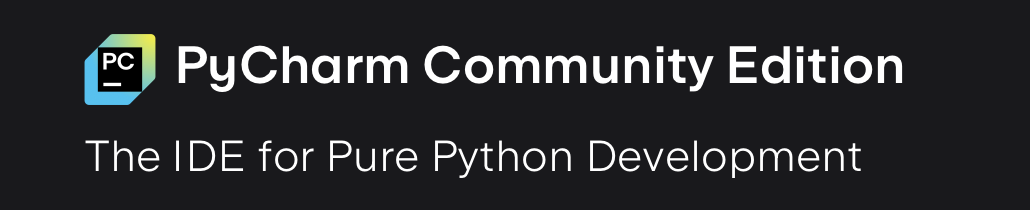 PC
PyCharm Community Edition
The IDE for Pure Python Development